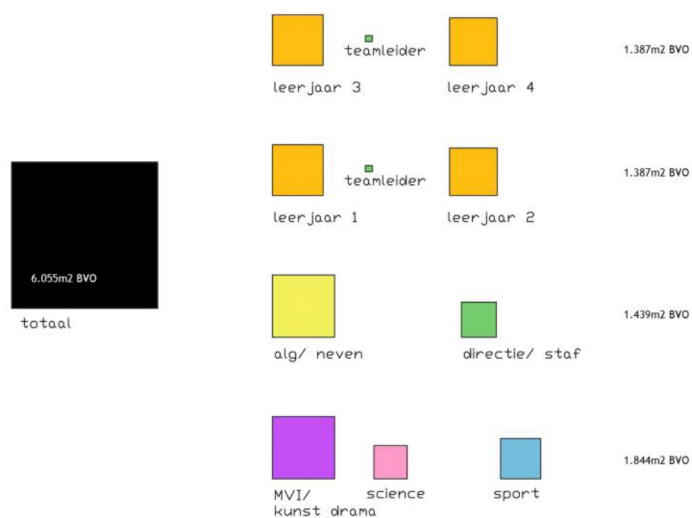 teamleider
1.387m2 BVO
leerjaar 3
leerjaar 4
teamleider
1.387m2 BVO
leerjaar 1
leerjaar 2
6.055m2 BVO
totaal
1.439m2 BVO
alg/ neven
directie/ staf
1.844m2 BVO
MVI/
kunst drama
science
sport